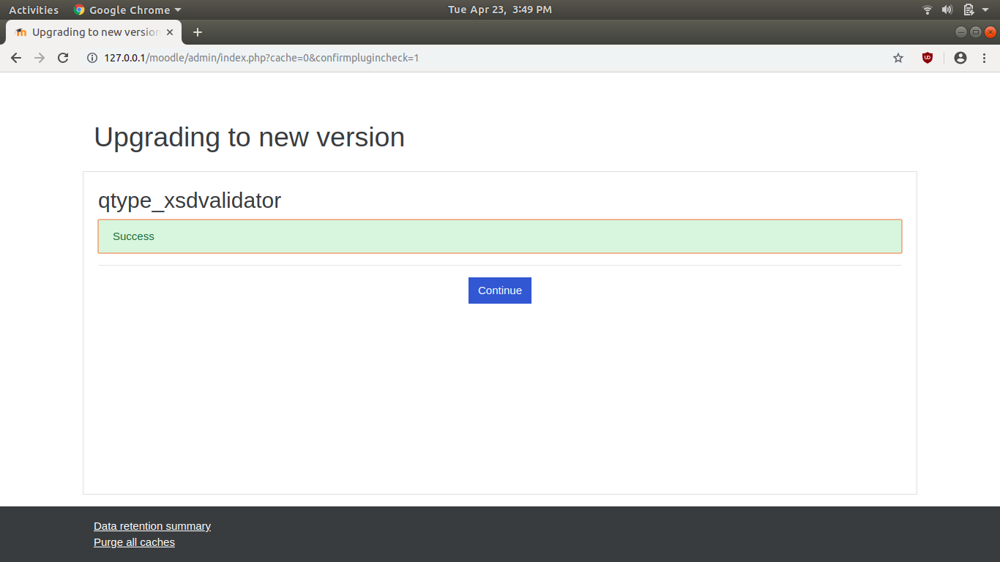 Activities
Google Chrome
Tue Apr 23, 3:49 PM
Upgrading to new version
127.0.0.1/moodle/admin/index.php?cache=0&confirmplugincheck=1
Upgrading to new version
qtype_xsdvalidator
Success
Continue
Data retention summary
Purge all caches